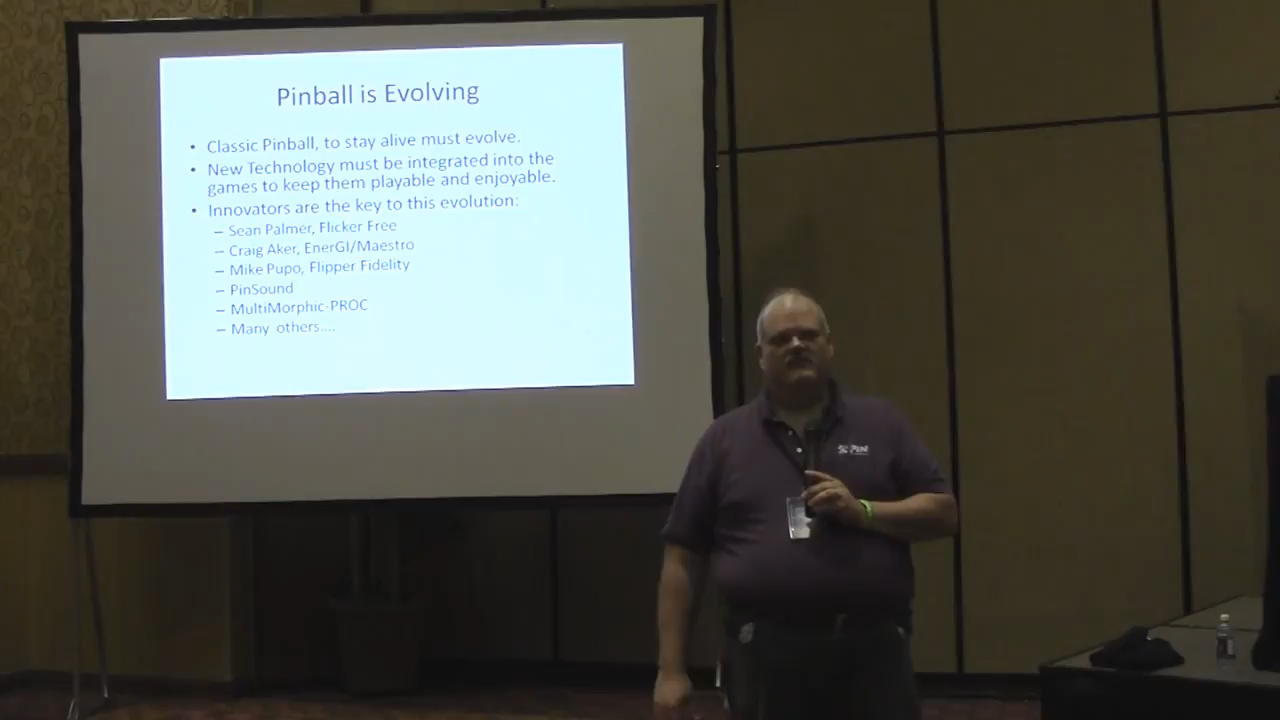 Pinball is Evolving
• Classic Pinball, to stay alive must evolve.
• New Technology must be integrated into the
games to keep them playable and enjoyable.
• Innovators are the key to this evolution:
– Sean Palmer, Flicker Free
– Craig Aker, EnerGI/Maestro
– Mike Pupo, Flipper Fidelity
– PinSound
– MultiMorphic-PROC
– Many others....